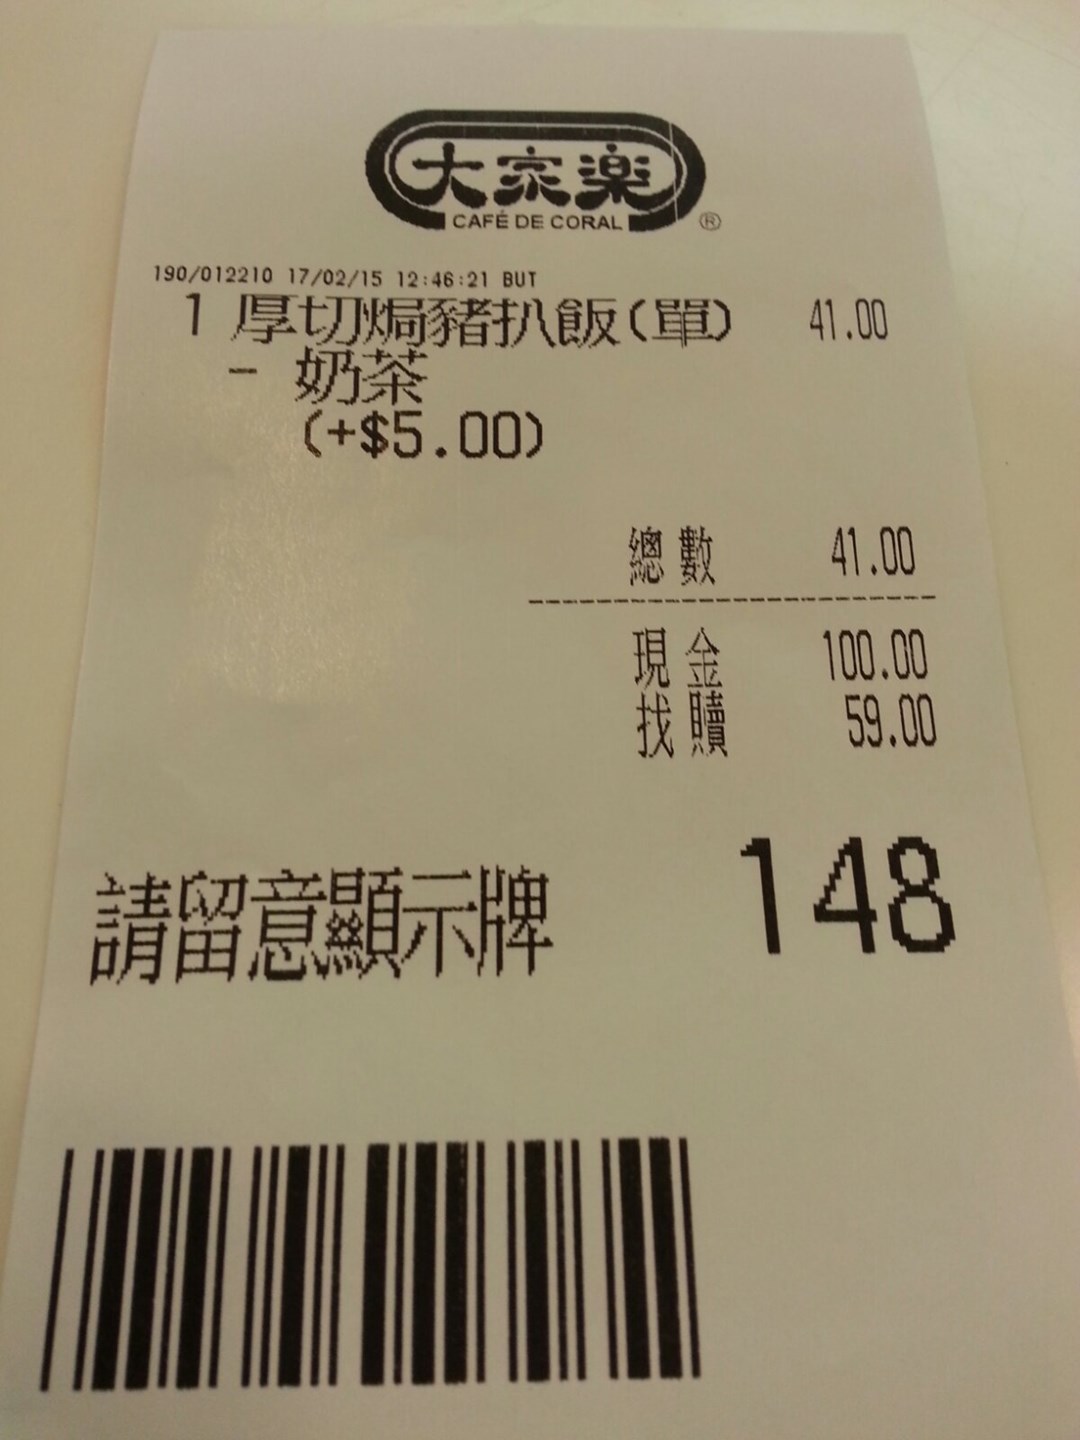 大家楽
CAFÉ DE CORAL ®
190/012210 17/02/15 12:46:21 BUT
1 厚切焗豬扒飯(單) 41.00
- 奶茶
(+$5.00)
總數 41.00
現金 100.00
找贖 59.00
請留意顯示牌 148